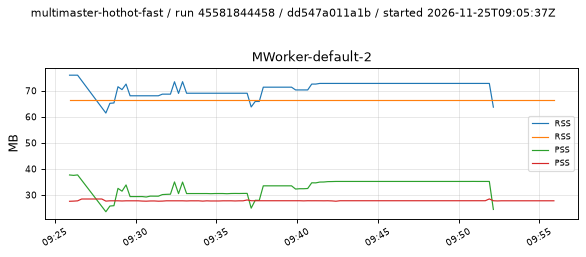 multimaster-hothot-fast / run 45581844458 / dd547a011a1b / started 2026-11-25T09:05:37Z
MWorker-default-2
MB
70
60
50
40
30
RSS
RSS
PSS
PSS
09:25
09:30
09:35
09:40
09:45
09:50
09:55